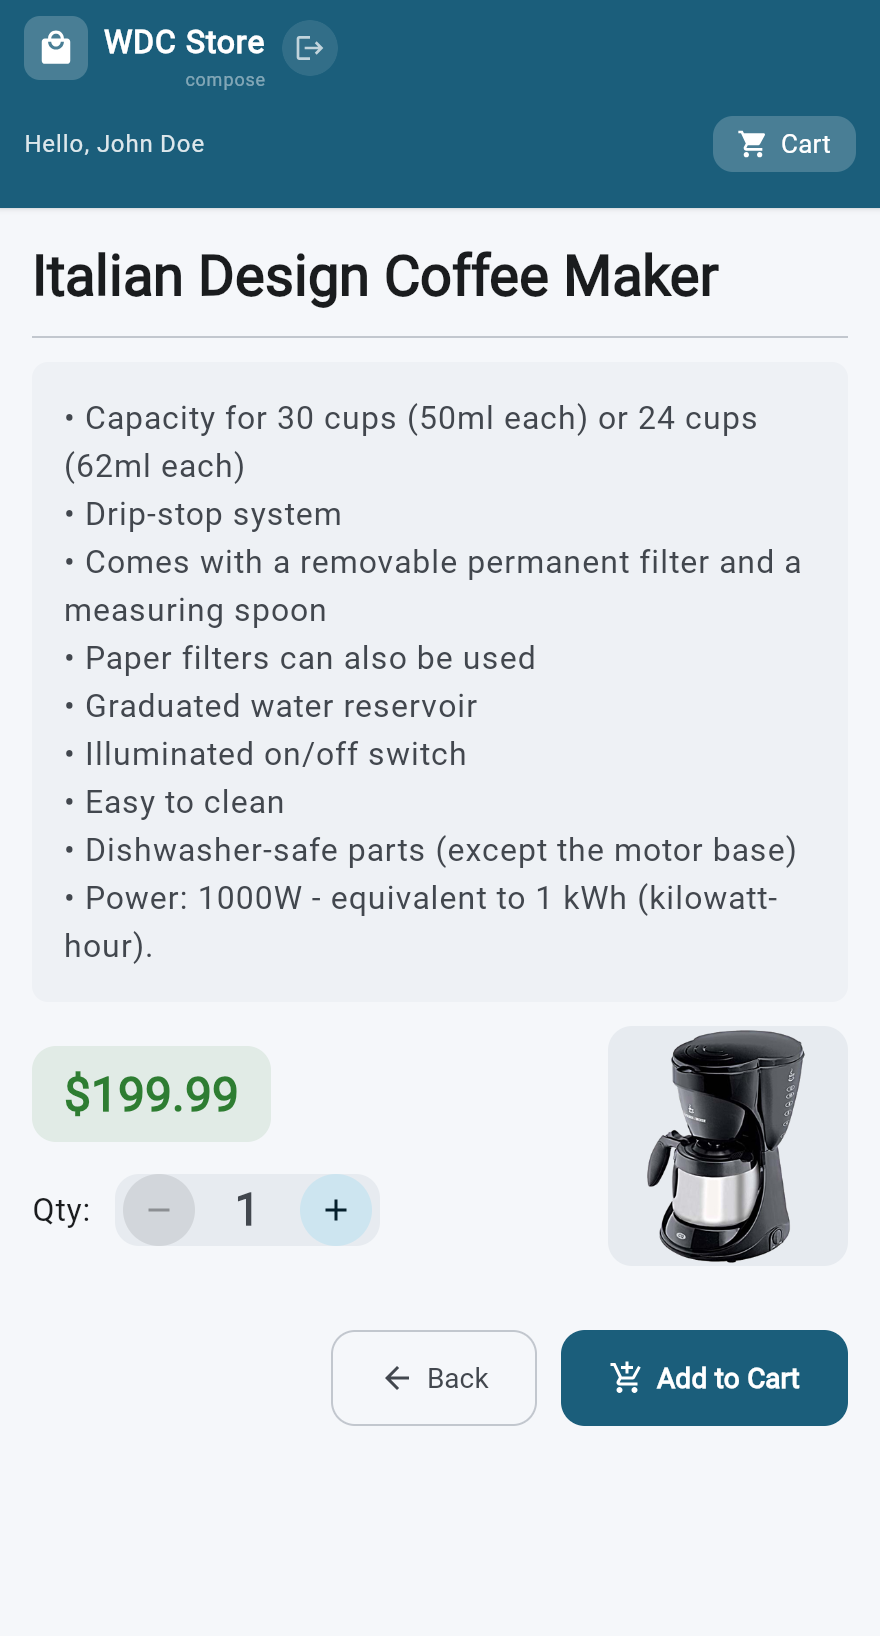 WDC Store
compose
Hello, John Doe
Cart
Italian Design Coffee Maker
• Capacity for 30 cups (50ml each) or 24 cups
(62ml each)
• Drip-stop system
• Comes with a removable permanent filter and a
measuring spoon
• Paper filters can also be used
• Graduated water reservoir
• Illuminated on/off switch
• Easy to clean
• Dishwasher-safe parts (except the motor base)
• Power: 1000W - equivalent to 1 kWh (kilowatt-
hour).
$199.99
Qty: − 1 +
Back
Add to Cart